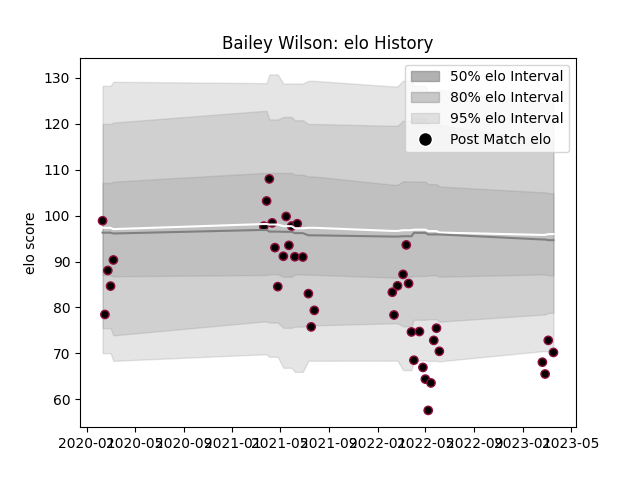 Bailey Wilson: elo History
130
120
110
100
90
80
70
60
elo score
50% elo Interval
80% elo Interval
95% elo Interval
Post Match elo
2020-01 2020-05 2020-09 2021-01 2021-05 2021-09 2022-01 2022-05 2022-09 2023-01 2023-05